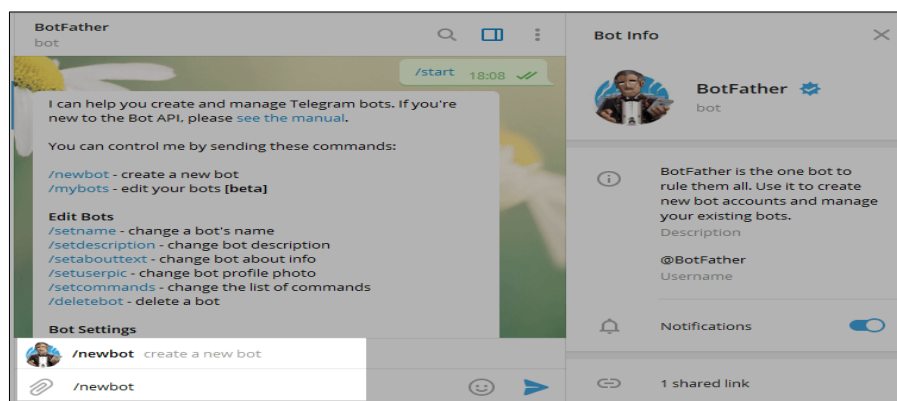 BotFather
bot
/start 18:08
I can help you create and manage Telegram bots. If you're
new to the Bot API, please see the manual.
You can control me by sending these commands:
/newbot - create a new bot
/mybots - edit your bots [beta]
Edit Bots
/setname - change a bot's name
/setdescription - change bot description
/setabouttext - change bot about info
/setuserpic - change bot profile photo
/setcommands - change the list of commands
/deletebot - delete a bot
Bot Settings
/newbot create a new bot
/newbot
Bot Info
BotFather
bot
BotFather is the one bot to
rule them all. Use it to create
new bot accounts and manage
your existing bots.
Description
@BotFather
Username
Notifications
1 shared link